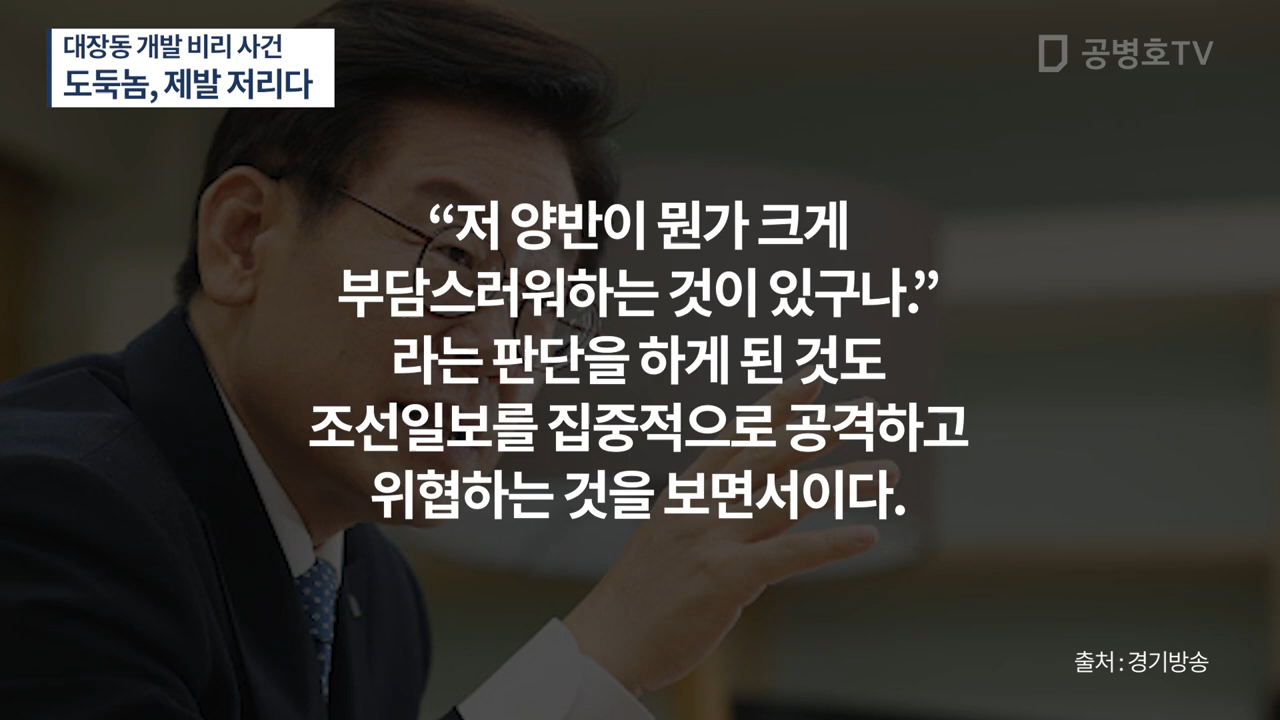 대장동 개발 비리 사건
도둑놈, 제발 저리다
공병호TV
“저 양반이 뭔가 크게
부담스러워하는 것이 있구나.”
라는 판단을 하게 된 것도
조선일보를 집중적으로 공격하고
위협하는 것을 보면서이다.
출처 : 경기방송